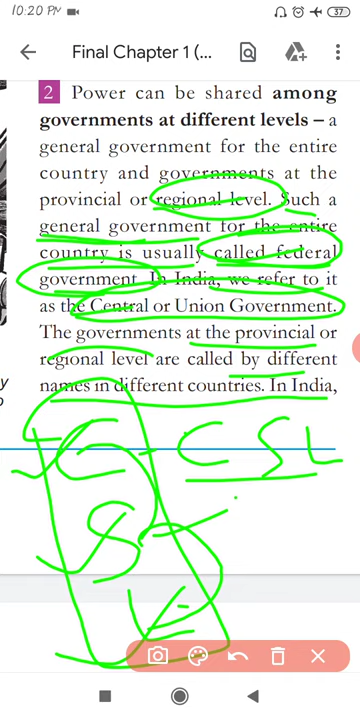 10:20 PM 37
Final Chapter 1 (...
2 Power can be shared among
governments at different levels – a
general government for the entire
country and governments at the
provincial or regional level. Such a
general government for the entire
country is usually called federal
government. In India, we refer to it
as the Central or Union Government.
The governments at the provincial or
regional level are called by different
names in different countries. In India,
y
C - C S L
S